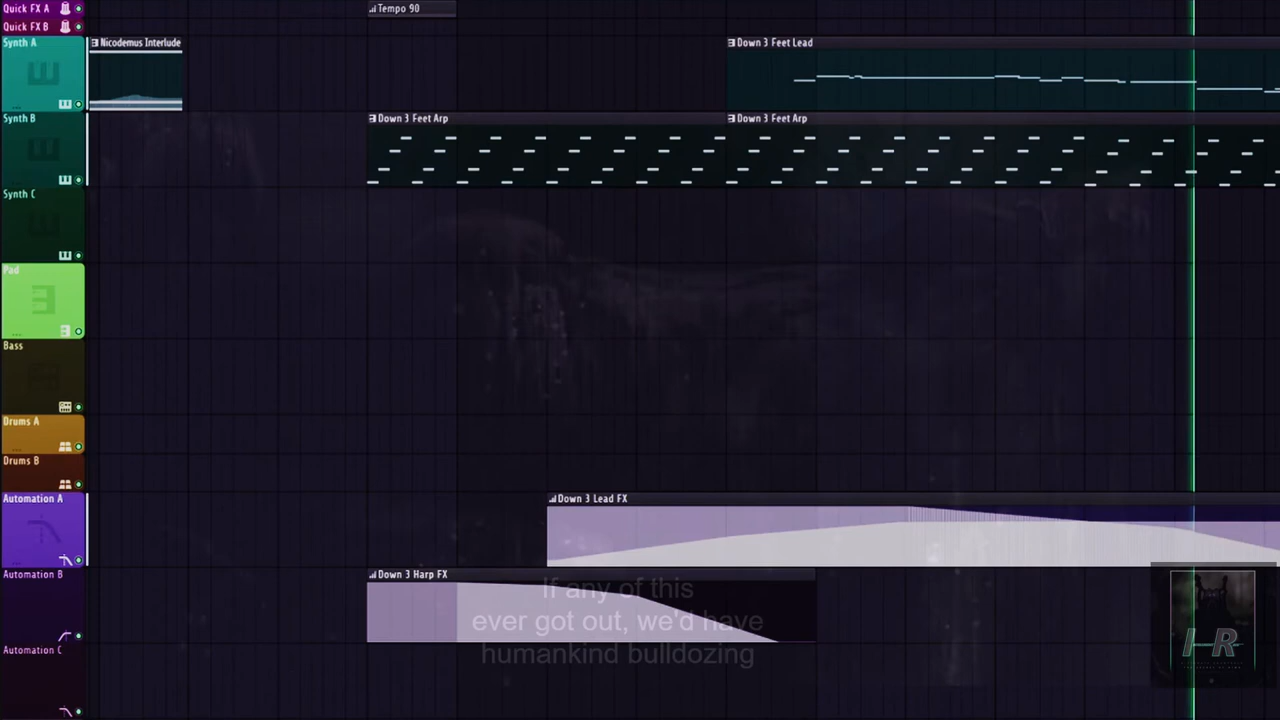 Quick FX A
Tempo 90
Quick FX B
Synth A
Nicodemus Interlude
Down 3 Feet Lead
Synth B
Down 3 Feet Arp
Down 3 Feet Arp
Synth C
Pad
Bass
Drums A
Drums B
Automation A
Down 3 Lead FX
Automation B
Down 3 Harp FX
If any of this
ever got out, we'd have
humankind bulldozing
Automation C